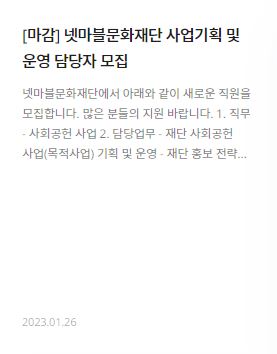 [마감] 넷마블문화재단 사업기획 및
운영 담당자 모집
넷마블문화재단에서 아래와 같이 새로운 직원을
모집합니다. 많은 분들의 지원 바랍니다. 1. 직무
- 사회공헌 사업 2. 담당업무 - 재단 사회공헌
사업(목적사업) 기획 및 운영 - 재단 홍보 전략...
2023.01.26